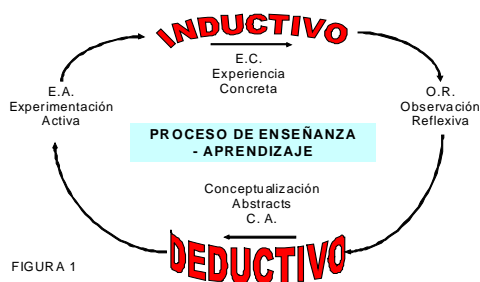 INDUCTIVO
E.C.
Experiencia
Concreta
E.A.
Experimentación
Activa
O.R.
Observación
Reflexiva
PROCESO DE ENSEÑANZA
- APRENDIZAJE
Conceptualización
Abstracts
C. A.
DEDUCTIVO
FIGURA 1